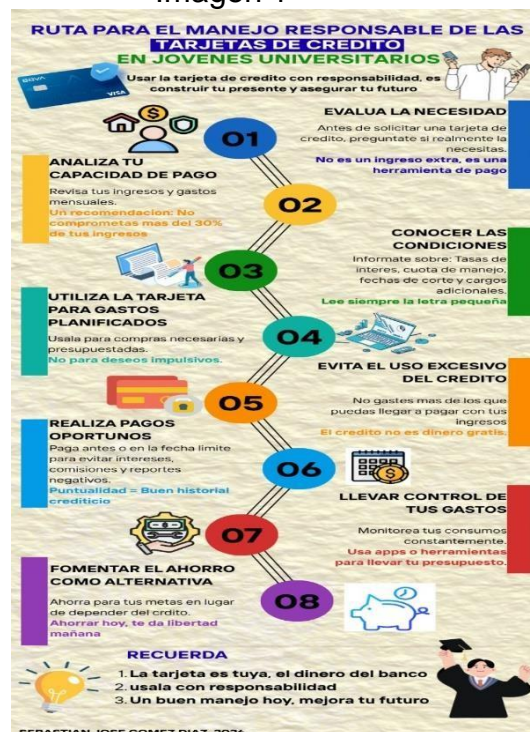 Imagen 1
RUTA PARA EL MANEJO RESPONSABLE DE LAS
TARJETAS DE CREDITO
EN JOVENES UNIVERSITARIOS
Usar la tarjeta de credito con responsabilidad, es
construir tu presente y asegurar tu futuro
BBVA
VISA
01
EVALUA LA NECESIDAD
Antes de solicitar una tarjeta de
credito, preguntate si realmente la
necesitas.
No es un ingreso extra, es una
herramienta de pago
ANALIZA TU
CAPACIDAD DE PAGO
Revisa tus ingresos y gastos
mensuales.
Un recomendacion: No
comprometas mas del 30%
de tus ingresos
02
CONOCER LAS
CONDICIONES
Informate sobre: Tasas de
interes, cuota de manejo,
fechas de corte y cargos
adicionales.
Lee siempre la letra pequeña
03
UTILIZA LA TARJETA
PARA GASTOS
PLANIFICADOS
Usala para compras necesarias y
presupuestadas.
No para deseos impulsivos.
04
EVITA EL USO EXCESIVO
DEL CREDITO
No gastes mas de los que
puedas llegar a pagar con tus
ingresos
El credito no es dinero gratis.
05
REALIZA PAGOS
OPORTUNOS
Paga antes o en la fecha limite
para evitar intereses,
comisiones y reportes
negativos.
Puntualidad = Buen historial
crediticio
06
LLEVAR CONTROL DE
TUS GASTOS
Monitorea tus consumos
constantemente.
Usa apps o herramientas
para llevar tu presupuesto.
07
FOMENTAR EL AHORRO
COMO ALTERNATIVA
Ahorra para tus metas en lugar
de depender del crdito.
Ahorrar hoy, te da libertad
mañana
08
RECUERDA
1. La tarjeta es tuya, el dinero del banco
2. usala con responsabilidad
3. Un buen manejo hoy, mejora tu futuro
SEBASTIAN JOSE GOMEZ DIAZ, 2026